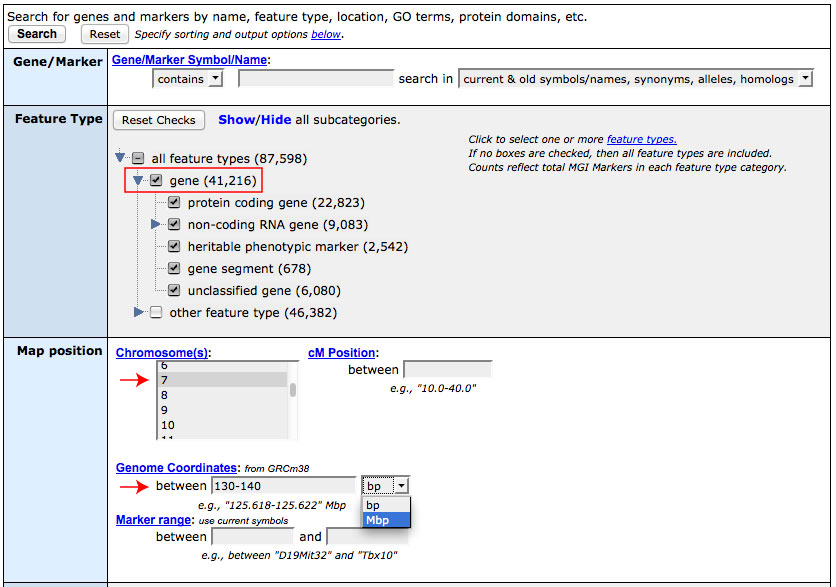 Search for genes and markers by name, feature type, location, GO terms, protein domains, etc.
Search Reset Specify sorting and output options below.
Gene/Marker
Gene/Marker Symbol/Name:
contains search in current & old symbols/names, synonyms, alleles, homologs
Feature Type
Reset Checks Show/Hide all subcategories.
Click to select one or more feature types.
If no boxes are checked, then all feature types are included.
Counts reflect total MGI Markers in each feature type category.
all feature types (87,598)
gene (41,216)
protein coding gene (22,823)
non-coding RNA gene (9,083)
heritable phenotypic marker (2,542)
gene segment (678)
unclassified gene (6,080)
other feature type (46,382)
Map position
Chromosome(s):
6
7
8
9
10
11
cM Position:
between
e.g., "10.0-40.0"
Genome Coordinates: from GRCm38
between 130-140 bp
bp
Mbp
e.g., "125.618-125.622" Mbp
Marker range: use current symbols
between and
e.g., between "D19Mit32" and "Tbx10"